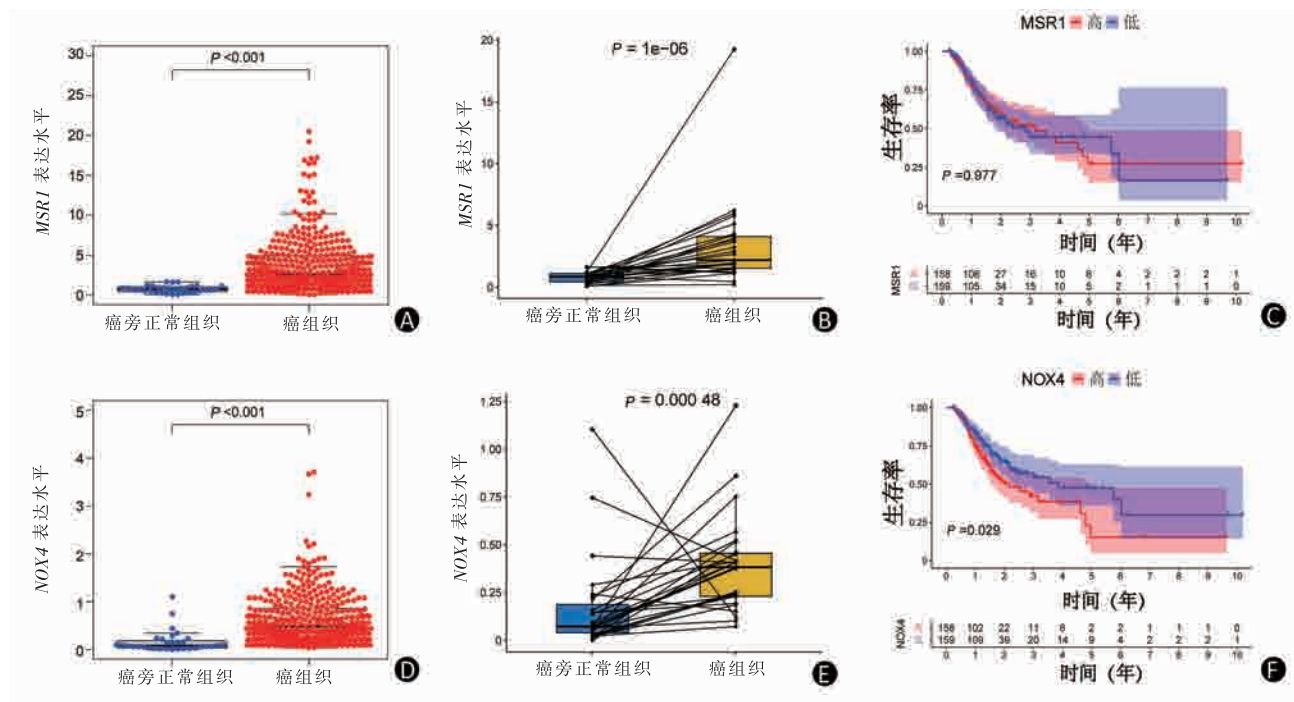 MSR1 表达水平
30
25
20
15
10
5
0
P <0.001
癌旁正常组织
癌组织
A
MSR1 表达水平
20
15
10
5
0
P = 1e−06
癌旁正常组织
癌组织
B
MSR1 高 低
生存率
1.00
0.75
0.50
0.25
0
P =0.977
0 1 2 3 4 5 6 7 8 9 10
时间（年）
MSR1
158 106 27 16 10 6 4 2 2 2 1
159 105 34 15 10 5 2 1 1 1 0
0 1 2 3 4 5 6 7 8 9 10
时间（年）
C
NOX4 表达水平
5
4
3
2
1
0
P <0.001
癌旁正常组织
癌组织
D
NOX4 表达水平
1.25
1.00
0.75
0.50
0.25
0
P = 0.000 48
癌旁正常组织
癌组织
E
NOX4 高 低
生存率
1.00
0.75
0.50
0.25
0
P =0.029
0 1 2 3 4 5 6 7 8 9 10
时间（年）
NOX4
158 102 22 11 6 2 2 1 1 1 0
159 109 39 20 14 9 4 2 2 2 1
0 1 2 3 4 5 6 7 8 9 10
时间（年）
F